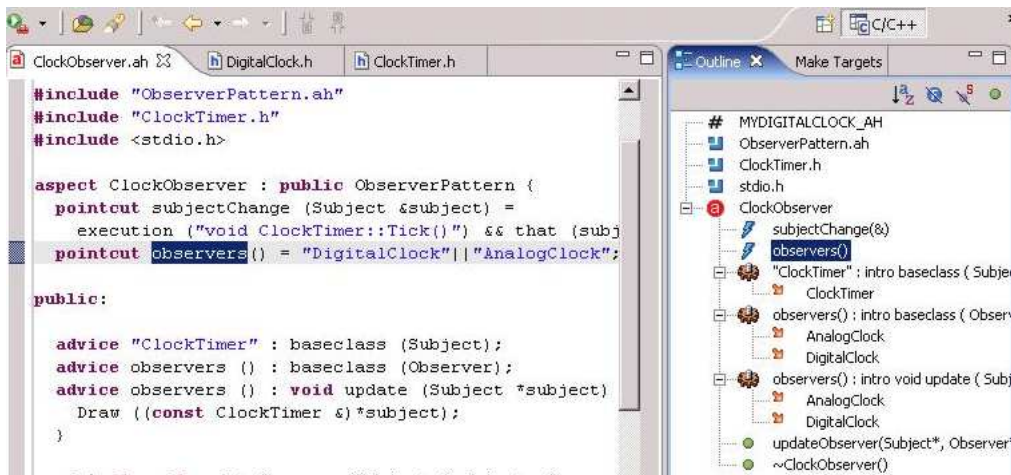 C/C++
ClockObserver.ah
DigitalClock.h
ClockTimer.h
#include "ObserverPattern.ah"
#include "ClockTimer.h"
#include <stdio.h>
aspect ClockObserver : public ObserverPattern {
pointcut subjectChange (Subject &subject) =
execution ("void ClockTimer::Tick()") && that (subj
pointcut observers() = "DigitalClock"||"AnalogClock";
public:
advice "ClockTimer" : baseclass (Subject);
advice observers () : baseclass (Observer);
advice observers () : void update (Subject *subject)
Draw ((const ClockTimer &)*subject);
}
Outline
Make Targets
# MYDIGITALCLOCK_AH
ObserverPattern.ah
ClockTimer.h
stdio.h
a ClockObserver
subjectChange(&)
observers()
"ClockTimer" : intro baseclass ( Subje
ClockTimer
observers() : intro baseclass ( Observ
AnalogClock
DigitalClock
observers() : intro void update ( Subj
AnalogClock
DigitalClock
updateObserver(Subject*, Observer*
~ClockObserver()